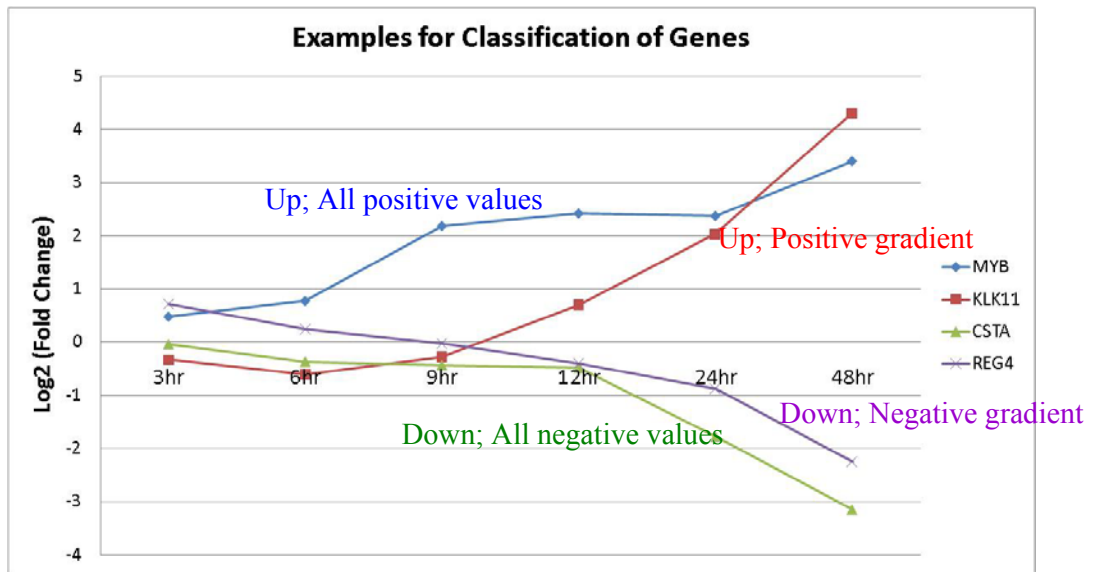 Examples for Classification of Genes
5
4
3
2
1
0
-1
-2
-3
-4
Log2 (Fold Change)
3hr 6hr 9hr 12hr 24hr 48hr
Up; All positive values
Up; Positive gradient
Down; All negative values
Down; Negative gradient
MYB
KLK11
CSTA
REG4